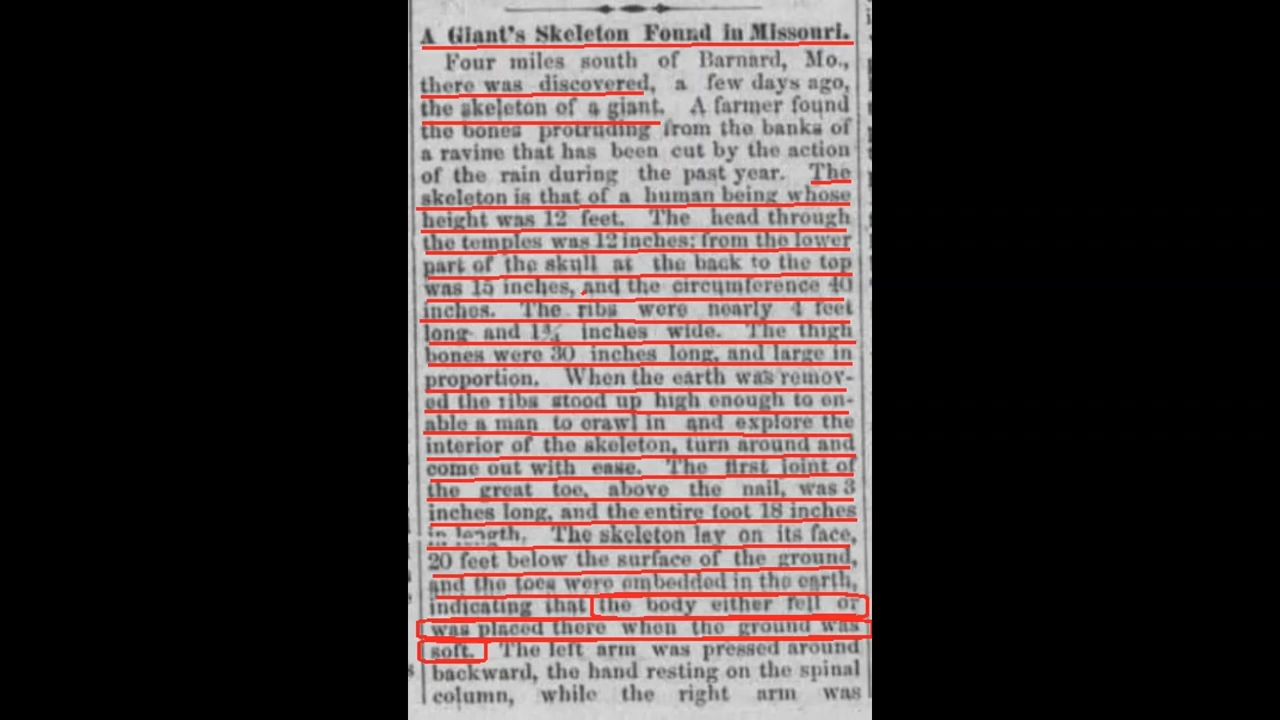 A Giant's Skeleton Found in Missouri.
Four miles south of Barnard, Mo.,
there was discovered, a few days ago,
the skeleton of a giant. A farmer found
the bones protruding from the banks of
a ravine that has been cut by the action
of the rain during the past year. The
skeleton is that of a human being whose
height was 12 feet. The head through
the temples was 12 inches; from the lower
part of the skull at the back to the top
was 15 inches, and the circumference 40
inches. The ribs were nearly 4 feet
long and 1¾ inches wide. The thigh
bones were 30 inches long, and large in
proportion. When the earth was remov-
ed the ribs stood up high enough to en-
able a man to crawl in and explore the
interior of the skeleton, turn around and
come out with ease. The first joint of
the great toe, above the nail, was 3
inches long, and the entire foot 18 inches
in length. The skeleton lay on its face,
20 feet below the surface of the ground,
and the toes were embedded in the earth,
indicating that the body either fell or
was placed there when the ground was
soft. The left arm was pressed around
backward, the hand resting on the spinal
column, while the right arm was